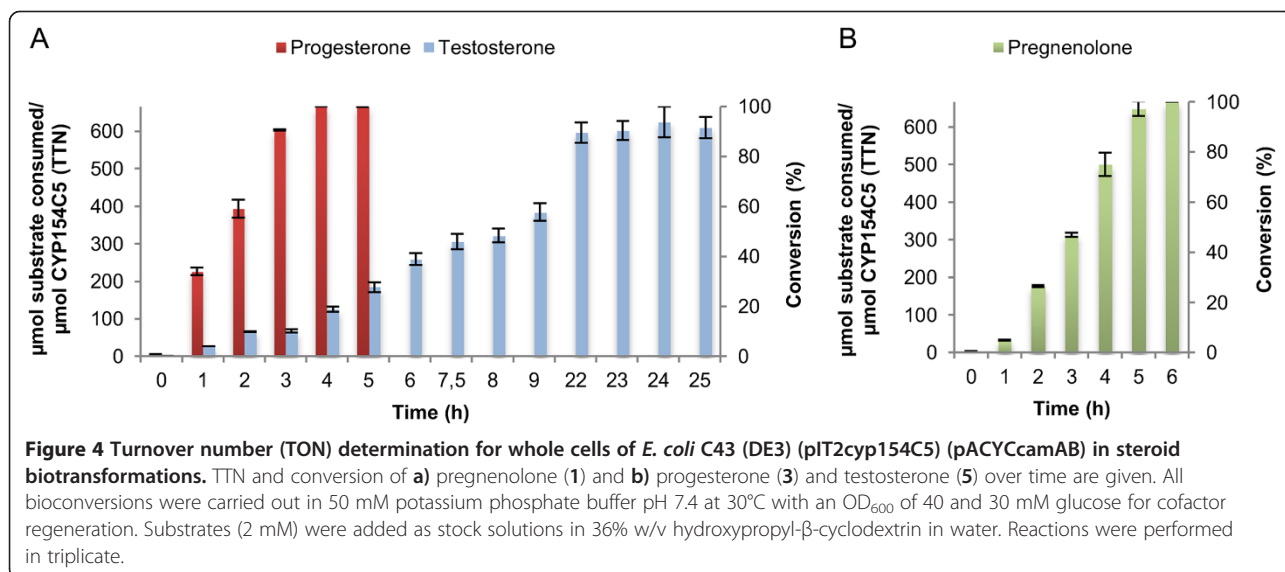 A
Progesterone Testosterone
µmol substrate consumed/
µmol CYP154C5 (TTN)
600
500
400
300
200
100
0
100
80
60
40
20
0
Conversion (%)
0 1 2 3 4 5 6 7,5 8 9 22 23 24 25
Time (h)
B
Pregnenolone
µmol substrate consumed/
µmol CYP154C5 (TTN)
600
500
400
300
200
100
0
100
80
60
40
20
0
Conversion (%)
0 1 2 3 4 5 6
Time (h)
Figure 4 Turnover number (TON) determination for whole cells of E. coli C43 (DE3) (pIT2cyp154C5) (pACYCcamAB) in steroid
biotransformations. TTN and conversion of a) pregnenolone (1) and b) progesterone (3) and testosterone (5) over time are given. All
bioconversions were carried out in 50 mM potassium phosphate buffer pH 7.4 at 30°C with an OD600 of 40 and 30 mM glucose for cofactor
regeneration. Substrates (2 mM) were added as stock solutions in 36% w/v hydroxypropyl-β-cyclodextrin in water. Reactions were performed
in triplicate.